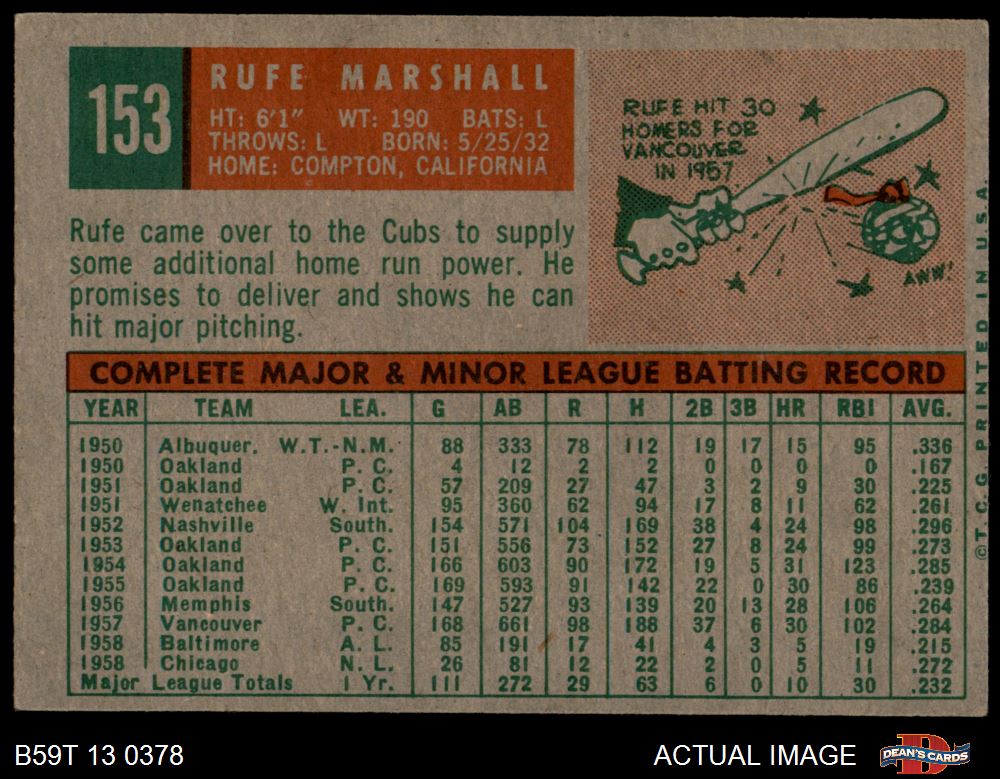 153
RUFE MARSHALL
HT: 6'1" WT: 190 BATS: L
THROWS: L BORN: 5/25/32
HOME: COMPTON, CALIFORNIA
RUFE HIT 30
HOMERS FOR
VANCOUVER
IN 1957
AWW!
Rufe came over to the Cubs to supply
some additional home run power. He
promises to deliver and shows he can
hit major pitching.
COMPLETE MAJOR & MINOR LEAGUE BATTING RECORD
YEAR TEAM LEA. G AB R H 2B 3B HR RBI AVG.
1950 Albuquer. W.T.-N.M. 88 333 78 112 19 17 15 95 .336
1950 Oakland P. C. 4 12 2 2 0 0 0 0 .167
1951 Oakland P. C. 57 209 27 47 3 2 9 30 .225
1951 Wenatchee W. Int. 95 360 62 94 17 8 11 62 .261
1952 Nashville South. 154 571 104 169 38 4 24 98 .296
1953 Oakland P. C. 151 556 73 152 27 8 24 99 .273
1954 Oakland P. C. 166 603 90 172 19 5 31 123 .285
1955 Oakland P. C. 169 593 91 142 22 0 30 86 .239
1956 Memphis South. 147 527 93 139 20 13 28 106 .264
1957 Vancouver P. C. 168 661 98 188 37 6 30 102 .284
1958 Baltimore A. L. 85 191 17 41 4 3 5 19 .215
1958 Chicago N. L. 26 81 12 22 2 0 5 11 .272
Major League Totals 1 Yr. 111 272 29 63 6 0 10 30 .232
©T.C.G. PRINTED IN U.S.A.
B59T 13 0378
ACTUAL IMAGE
DEAN'S CARDS